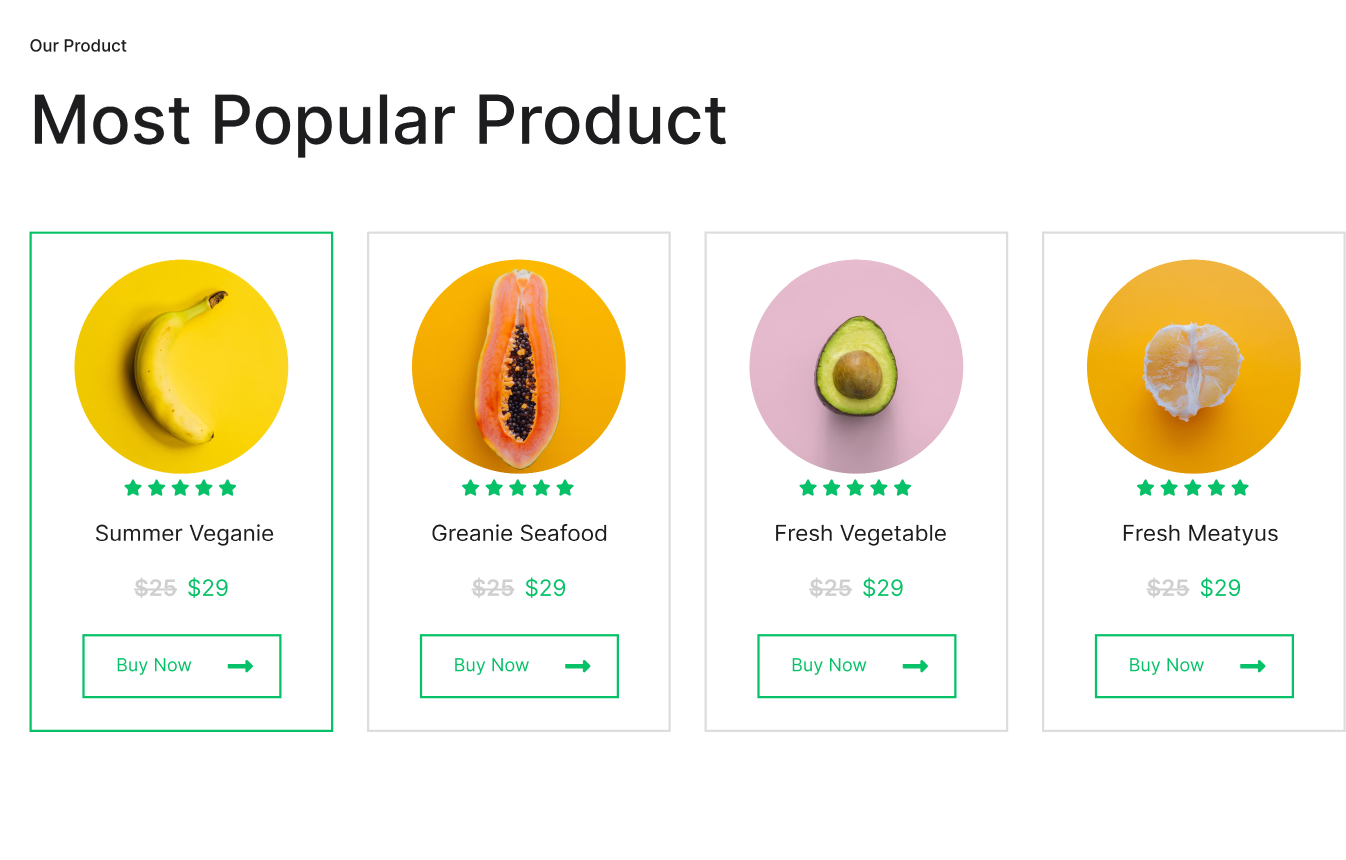 Our Product
Most Popular Product
Summer Veganie
$25 $29
Buy Now
Greanie Seafood
$25 $29
Buy Now
Fresh Vegetable
$25 $29
Buy Now
Fresh Meatyus
$25 $29
Buy Now